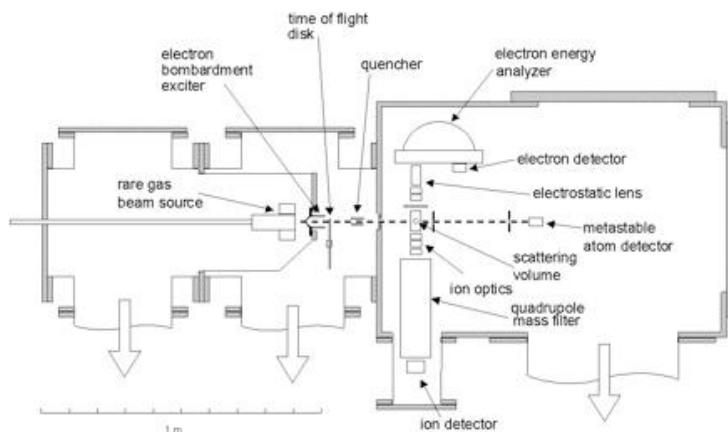 time of flight
disk
electron
bombardment
exciter
quencher
electron energy
analyzer
electron detector
rare gas
beam source
electrostatic lens
metastable
atom detector
scattering
volume
ion optics
quadrupole
mass filter
ion detector
1 m